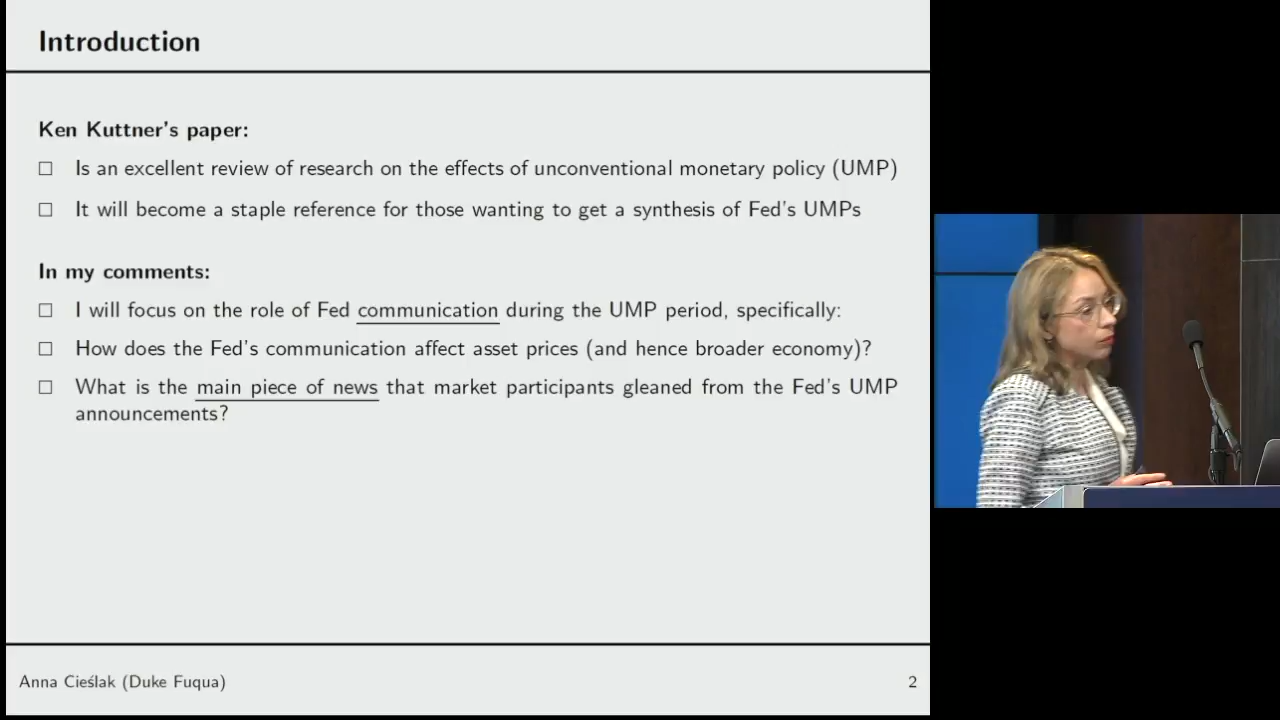 Introduction
Ken Kuttner's paper:
□ Is an excellent review of research on the effects of unconventional monetary policy (UMP)
□ It will become a staple reference for those wanting to get a synthesis of Fed's UMPs
In my comments:
□ I will focus on the role of Fed communication during the UMP period, specifically:
□ How does the Fed's communication affect asset prices (and hence broader economy)?
□ What is the main piece of news that market participants gleaned from the Fed's UMP
announcements?
Anna Cieślak (Duke Fuqua)
2